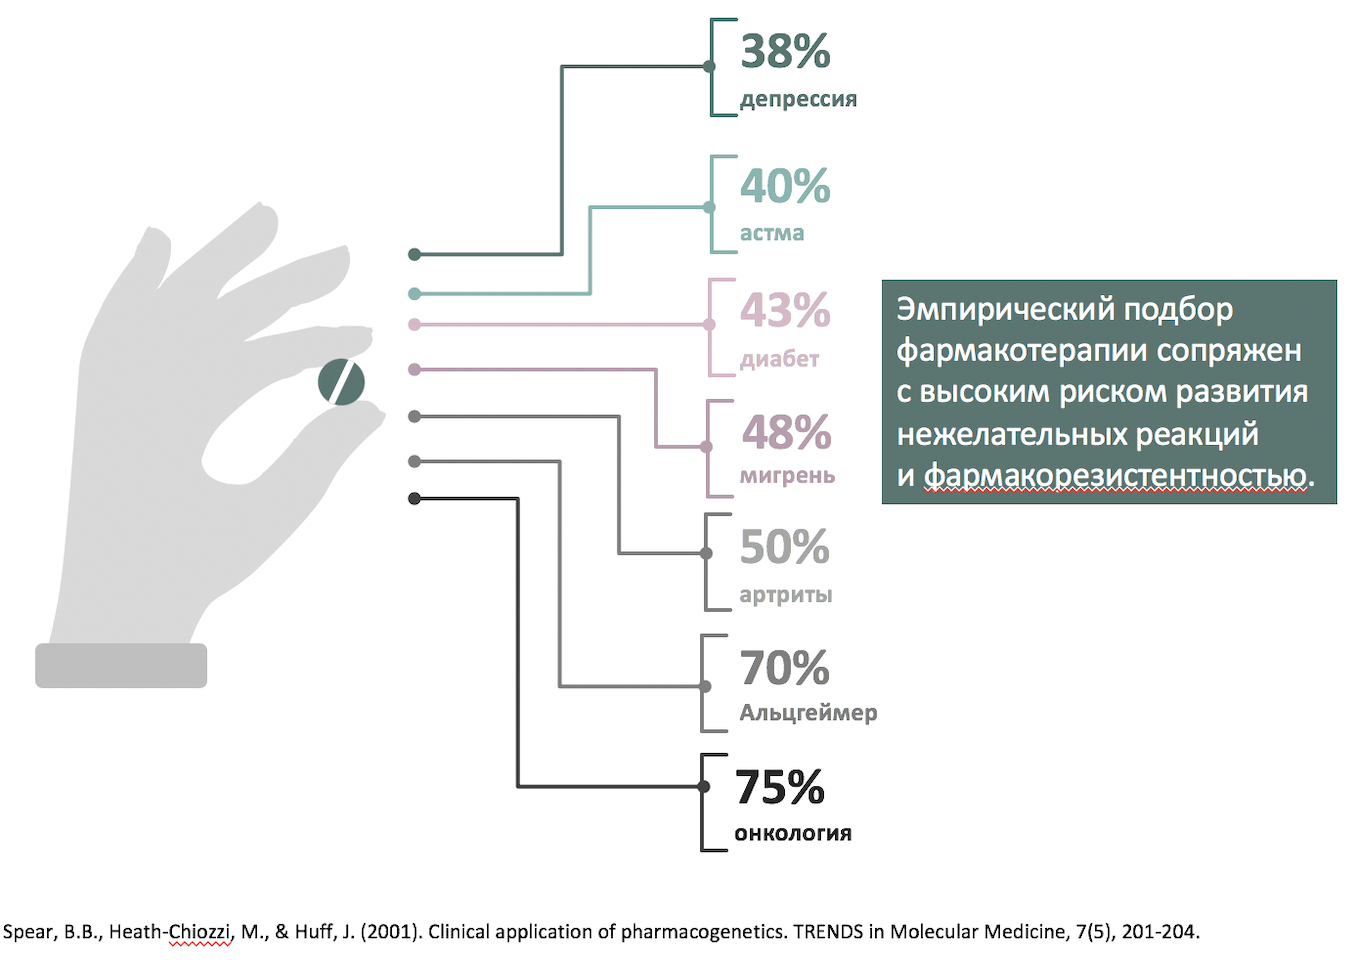 38%
депрессия
40%
астма
43%
диабет
48%
мигрень
50%
артриты
70%
Альцгеймер
75%
онкология
Эмпирический подбор
фармакотерапии сопряжен
с высоким риском развития
нежелательных реакций
и фармакорезистентностью.
Spear, B.B., Heath-Chiozzi, M., & Huff, J. (2001). Clinical application of pharmacogenetics. TRENDS in Molecular Medicine, 7(5), 201-204.